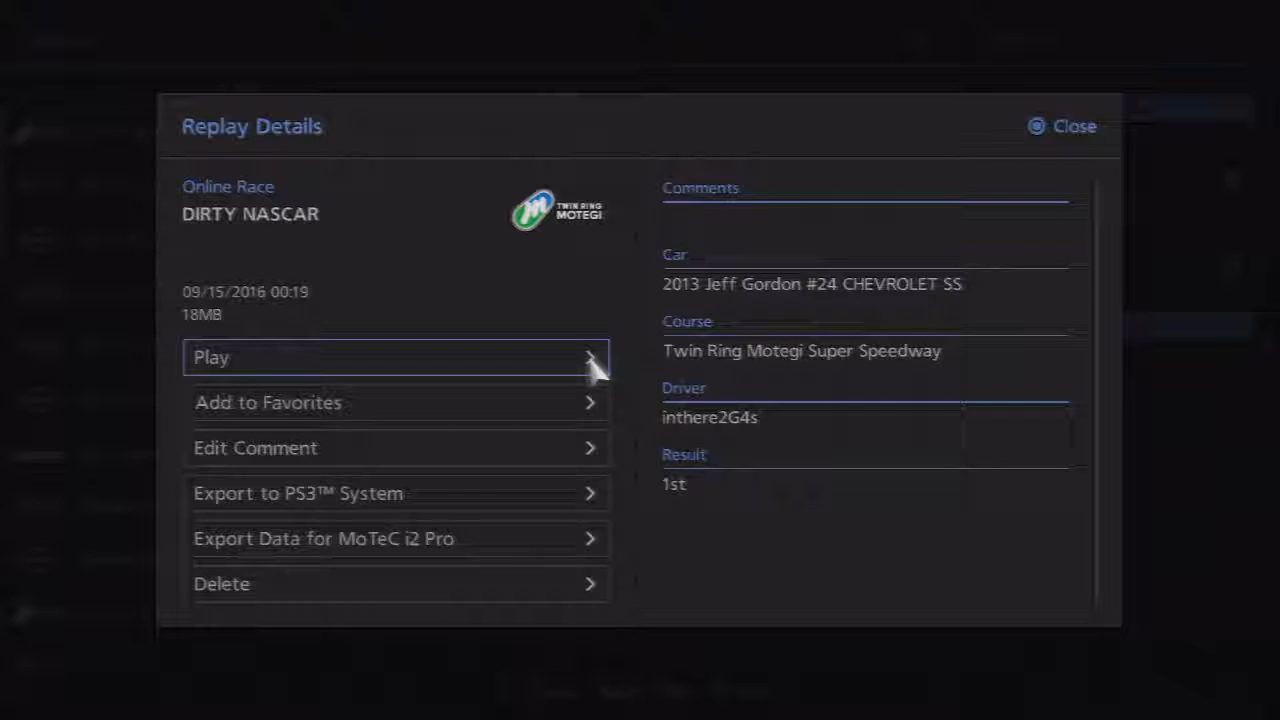 Replay Details
Close
Online Race
DIRTY NASCAR
TWIN RING
MOTEGI
09/15/2016 00:19
18MB
Play
Add to Favorites
Edit Comment
Export to PS3™ System
Export Data for MoTeC i2 Pro
Delete
Comments
Car
2013 Jeff Gordon #24 CHEVROLET SS
Course
Twin Ring Motegi Super Speedway
Driver
inthere2G4s
Result
1st